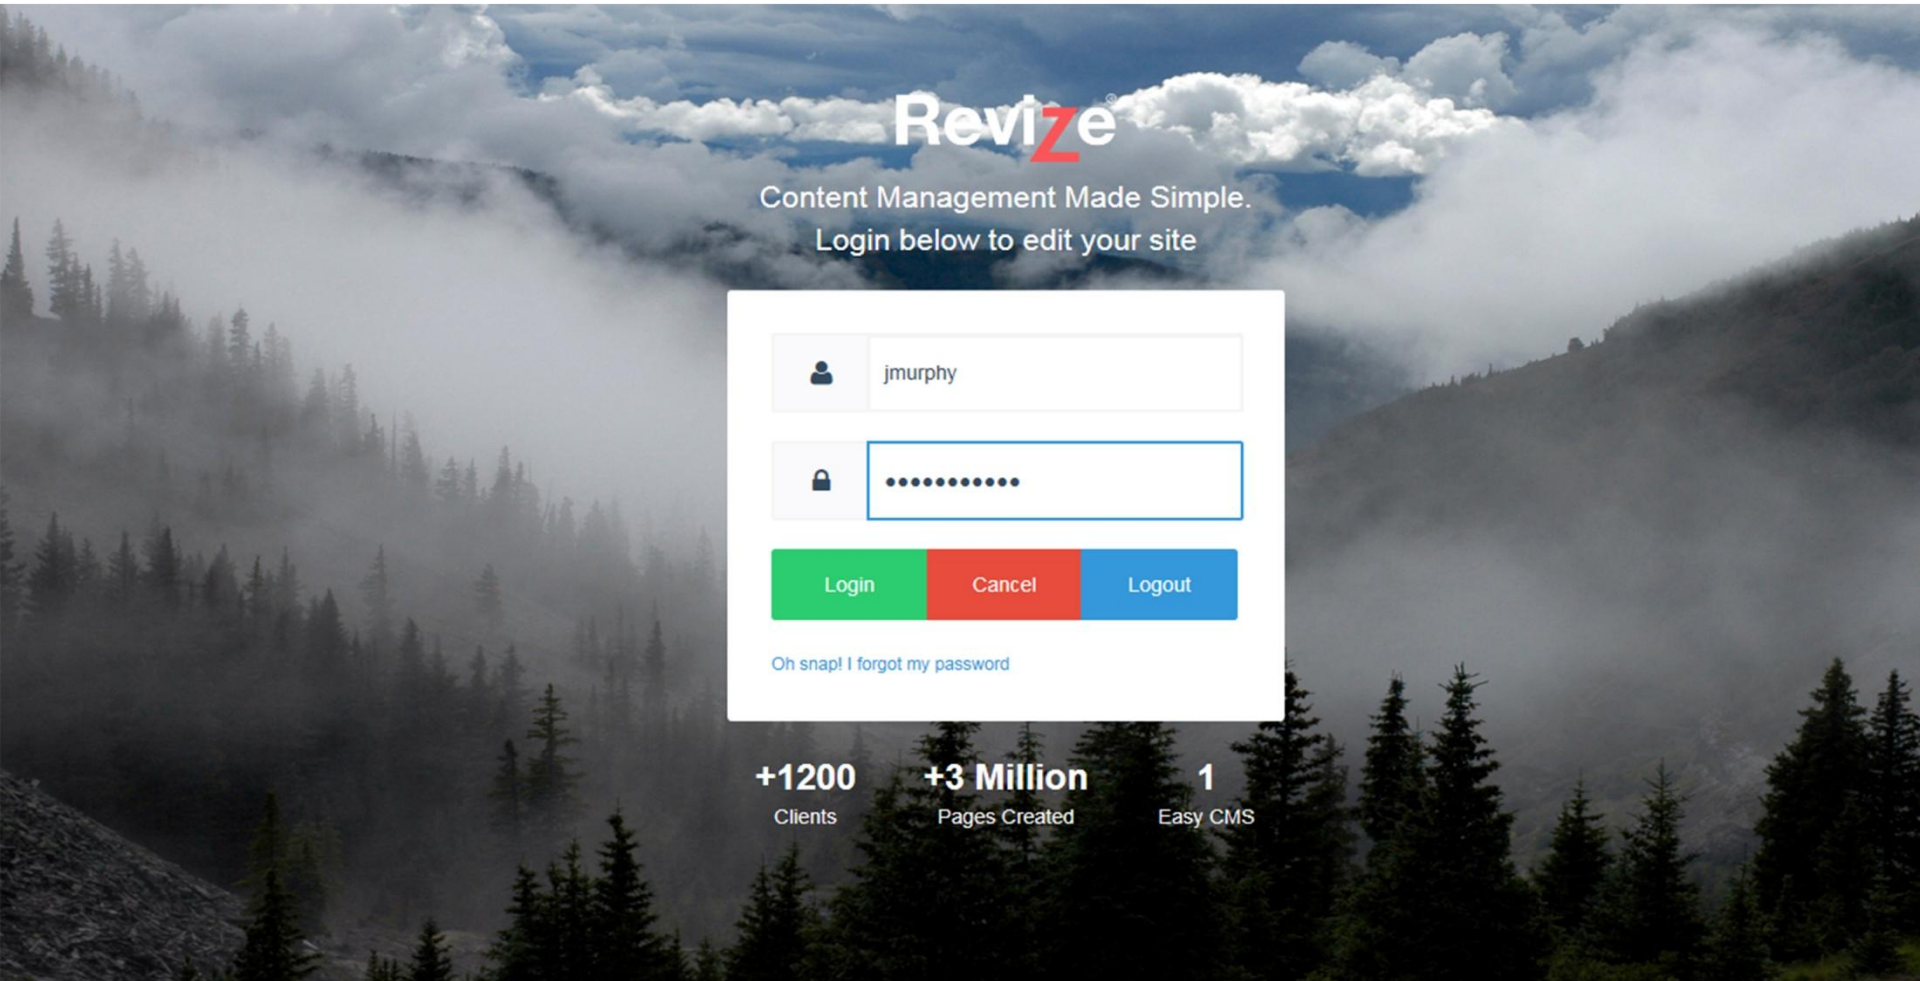 Revize®
Content Management Made Simple.
Login below to edit your site
jmurphy
•••••••••••
Login Cancel Logout
Oh snap! I forgot my password
+1200 +3 Million 1
Clients Pages Created Easy CMS